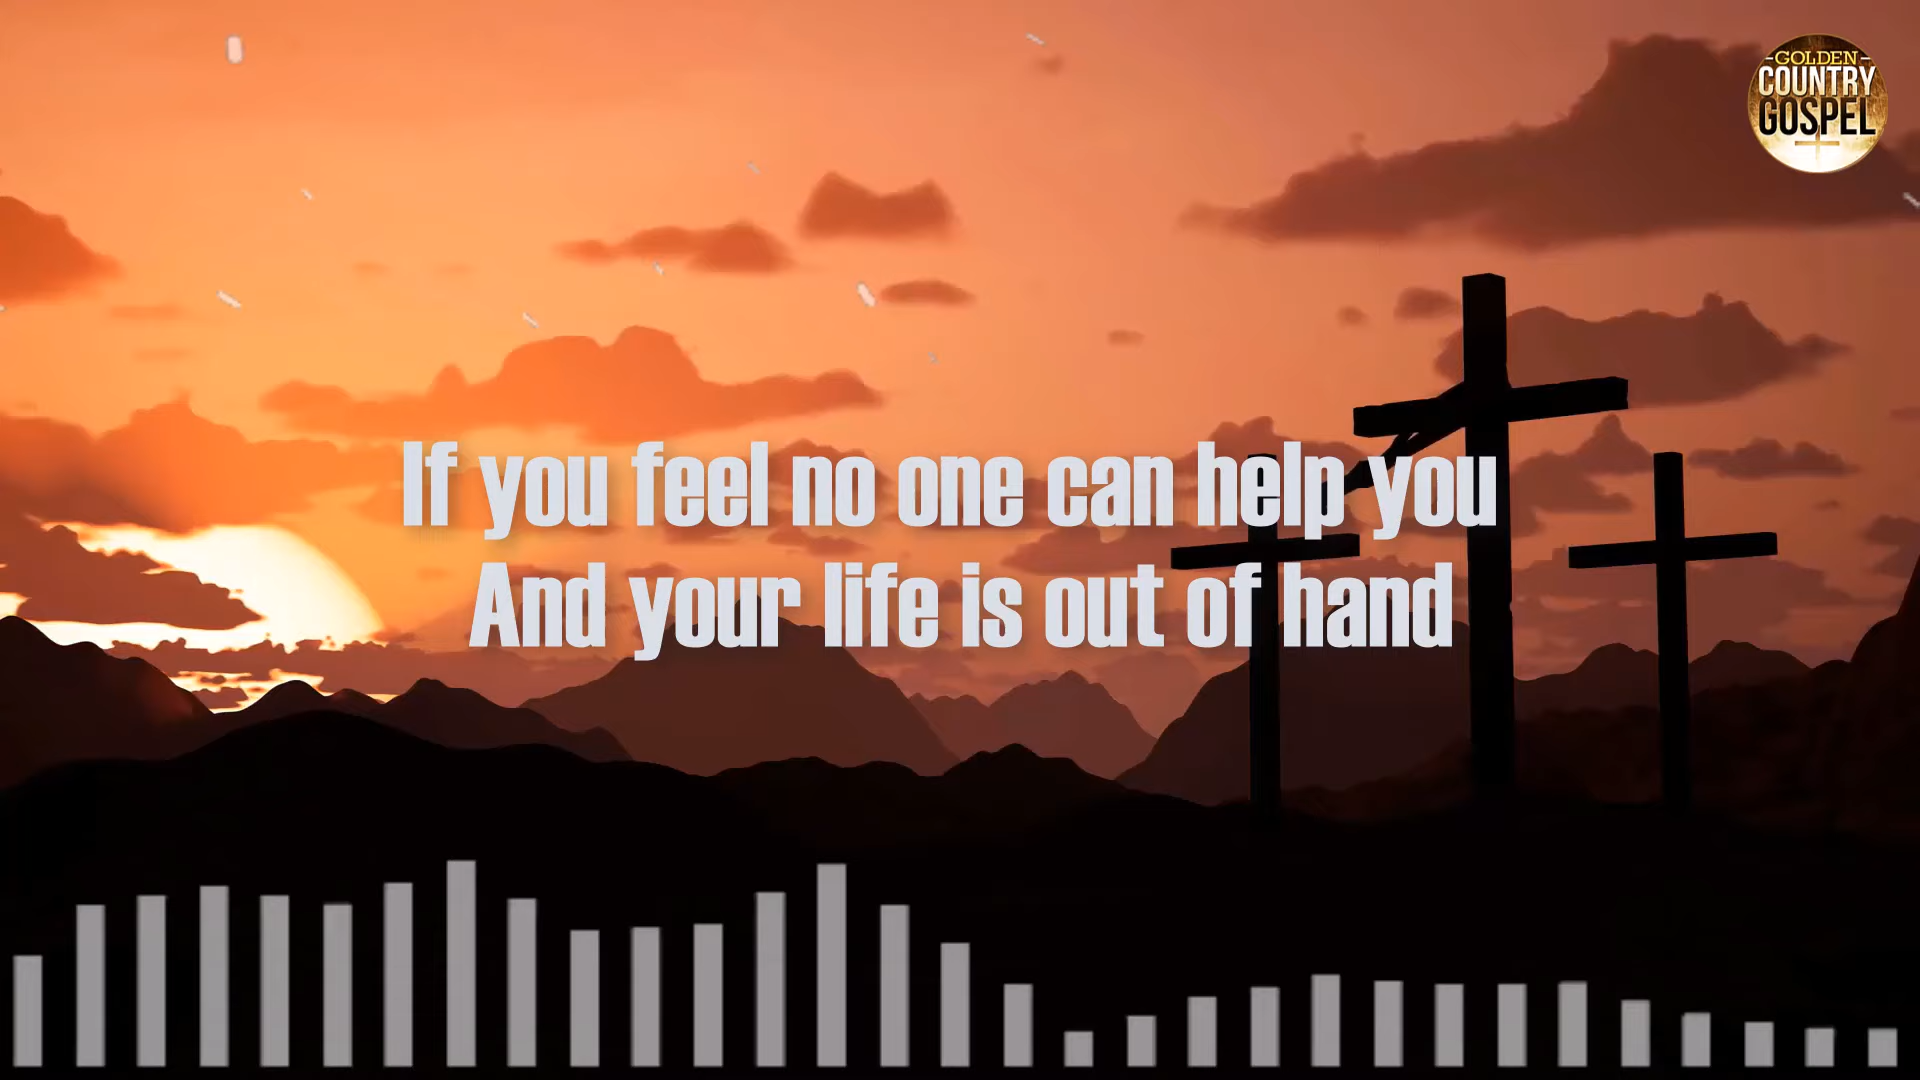 GOLDEN
COUNTRY
GOSPEL
If you feel no one can help you
And your life is out of hand